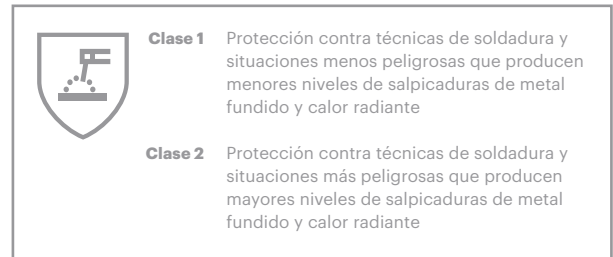 Clase 1 Protección contra técnicas de soldadura y
situaciones menos peligrosas que producen
menores niveles de salpicaduras de metal
fundido y calor radiante
Clase 2 Protección contra técnicas de soldadura y
situaciones más peligrosas que producen
mayores niveles de salpicaduras de metal
fundido y calor radiante